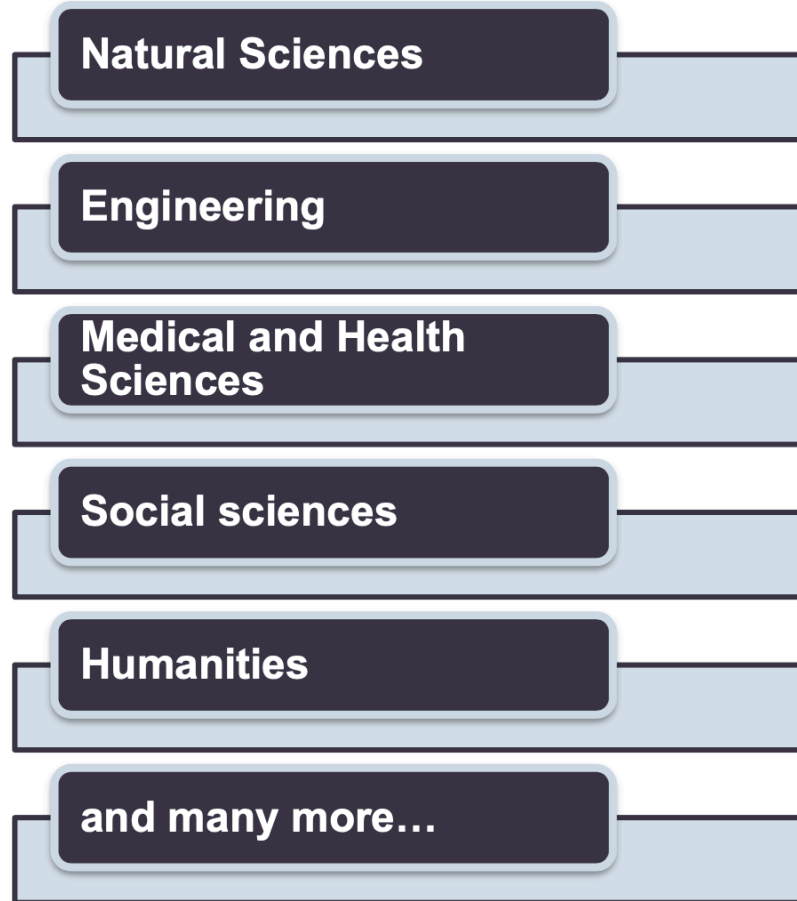 Natural Sciences
Engineering
Medical and Health
Sciences
Social sciences
Humanities
and many more…